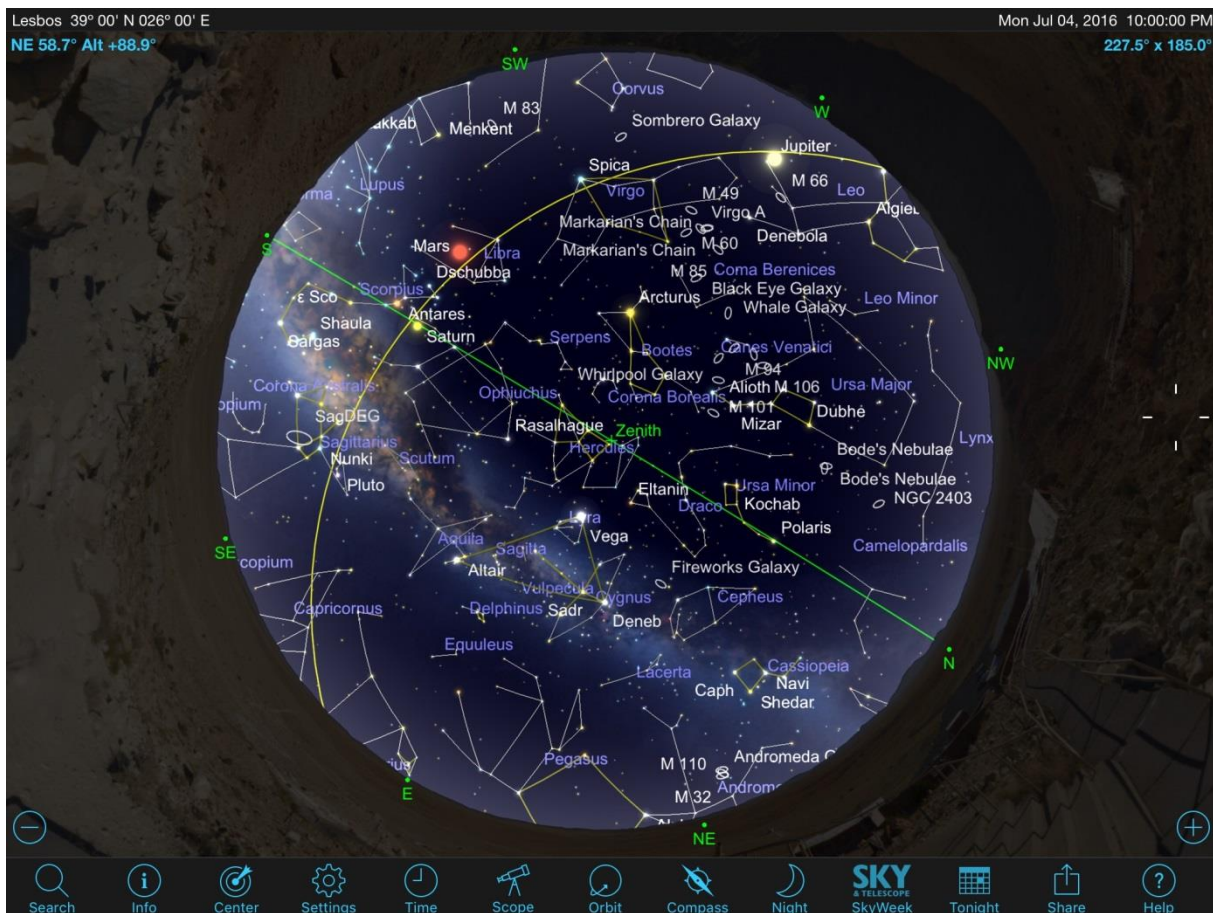 Lesbos 39° 00' N 026° 00' E
Mon Jul 04, 2016 10:00:00 PM
NE 58.7° Alt +88.9°
227.5° x 185.0°
SW
Corvus
W
M 83
Menkent
Sombrero Galaxy
Jupiter
Spica
M 66
Lupus
Virgo
Leo
M 49
Markarian's Chain
Virgo A
S
Mars
Libra
Markarian's Chain
M 60
Denebola
Dschubba
M 85
Coma Berenices
Scorpius
Black Eye Galaxy
ε Sco
Arcturus
Whale Galaxy
Leo Minor
Antares
Shaula
Saturn
Serpens
Sargas
Bootes
Canes Venatici
NW
Whirlpool Galaxy
M 94
Ophiuchus
Corona Borealis
Alioth
M 106
Ursa Major
opium
SagDEG
M 101
Dubhe
Rasalhague
Mizar
Zenith
Sagittarius
Hercules
Lynx
Nunki
Scutum
Bode's Nebulae
Pluto
Eltanin
Ursa Minor
Bode's Nebulae
Kochab
NGC 2403
Draco
Polaris
Lyra
Vega
SE
Aquila
Sagitta
Camelopardalis
copium
Altair
Fireworks Galaxy
Vulpecula
Cygnus
Cepheus
Capricornus
Delphinus
Sadr
Deneb
Equuleus
N
Lacerta
Cassiopeia
Caph
Navi
Shedar
Pegasus
M 110
Andromeda G
E
M 32
Androme
NE
Search
Info
Center
Settings
Time
Scope
Orbit
Compass
Night
SKY
& TELESCOPE
SkyWeek
Tonight
Share
Help